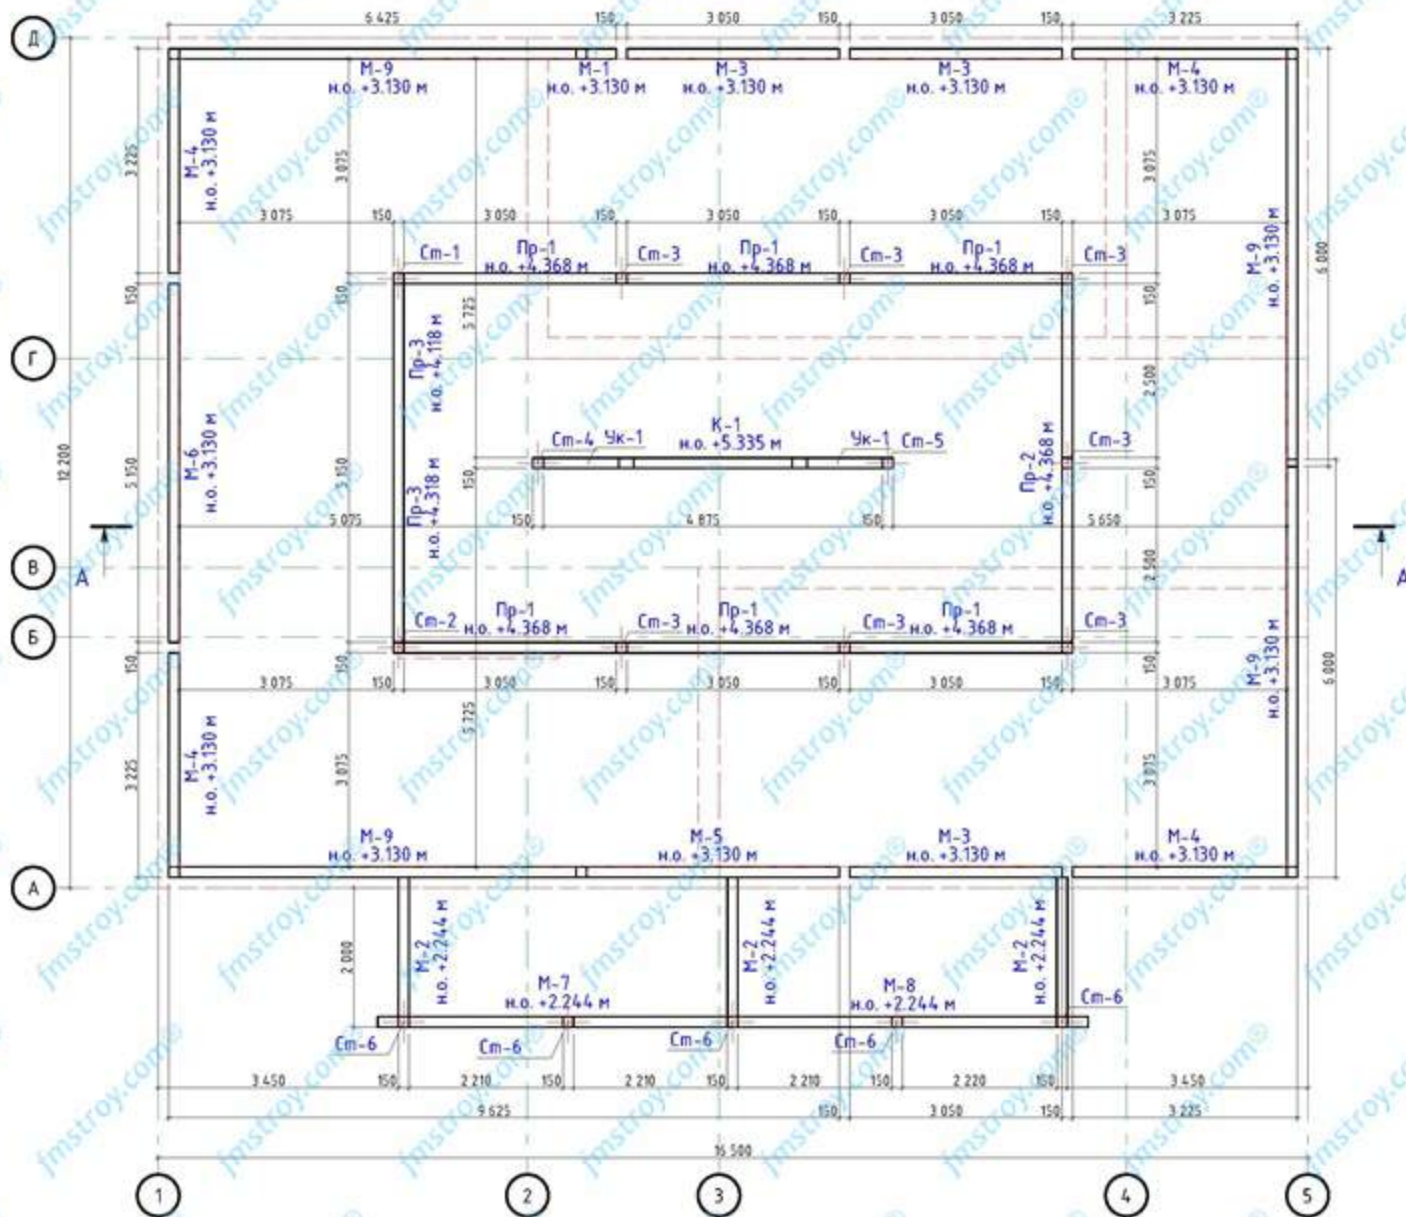 6 425 150 3 050 150 3 050 150 3 225
Д
М-9 М-1 М-3 М-3 М-4
н.о. +3.130 м н.о. +3.130 м н.о. +3.130 м н.о. +3.130 м н.о. +3.130 м
3 225
М-4
н.о. +3.130 м
3 075
3 075
3 075 150 3 050 150 3 050 150 3 050 150 3 075
М-9
н.о. +3.130 м
6 000
Ст-1 Пр-1 Ст-3 Пр-1 Ст-3 Пр-1 Ст-3
н.о. +4.368 м н.о. +4.368 м н.о. +4.368 м
150 150 5 725 150
Г
Пр-3
н.о. +4.118 м
2 500
12 200
М-6
н.о. +3.130 м
5 150
5 150
К-1
н.о. +5.335 м
Ст-4 Ук-1 Ук-1 Ст-5 Ст-3
Пр-3
н.о. +4.318 м
150
Пр-2
н.о. +4.368 м
150
5 075 150 4 875 150 5 650
А А
В
2 500
Б
Ст-2 Пр-1 Ст-3 Пр-1 Ст-3 Пр-1 Ст-3
н.о. +4.368 м н.о. +4.368 м н.о. +4.368 м
М-9
н.о. +3.130 м
6 000
150 150 150
3 075 150 3 050 150 3 050 150 3 050 150 3 075
5 725
3 225
М-4
н.о. +3.130 м
3 075
3 075
М-9 М-5 М-3 М-4
н.о. +3.130 м н.о. +3.130 м н.о. +3.130 м н.о. +3.130 м
А
2 000
М-2
н.о. +2.244 м
М-2
н.о. +2.244 м
М-2
н.о. +2.244 м
М-7 М-8
н.о. +2.244 м н.о. +2.244 м
Ст-6
Ст-6 Ст-6 Ст-6 Ст-6
3 450 150 2 210 150 2 210 150 2 210 150 2 220 150 3 450
9 625 150 3 050 150 3 225
16 500
1 2 3 4 5
fmstroy.com®